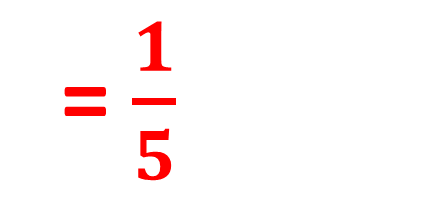 = 1/5